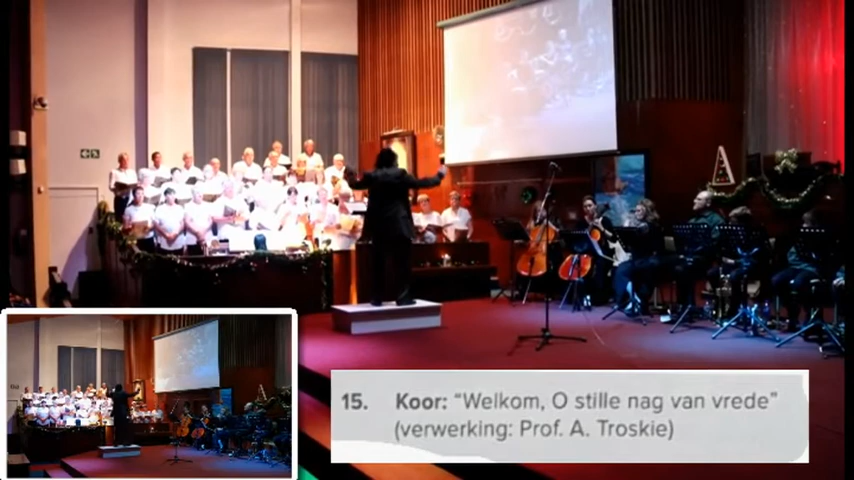 15. Koor: “Welkom, O stille nag van vrede”
(verwerking: Prof. A. Troskie)